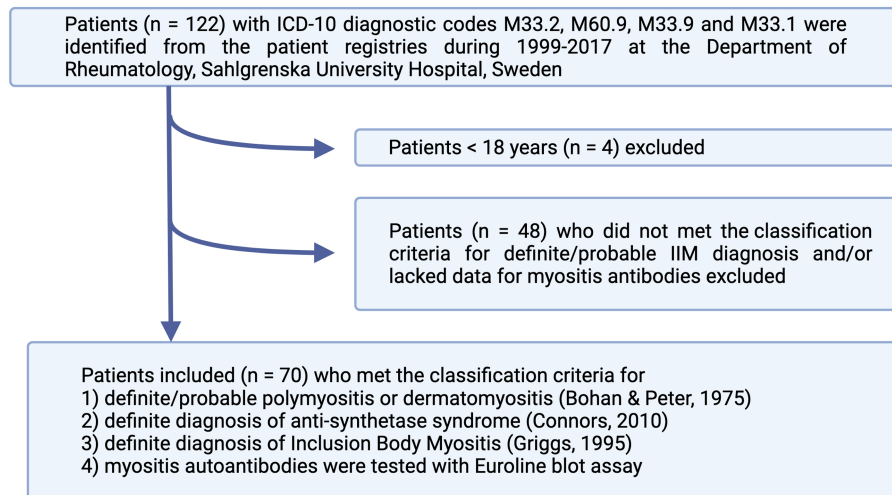 Patients (n = 122) with ICD-10 diagnostic codes M33.2, M60.9, M33.9 and M33.1 were
identified from the patient registries during 1999-2017 at the Department of
Rheumatology, Sahlgrenska University Hospital, Sweden
Patients < 18 years (n = 4) excluded
Patients (n = 48) who did not met the classification
criteria for definite/probable IIM diagnosis and/or
lacked data for myositis antibodies excluded
Patients included (n = 70) who met the classification criteria for
1) definite/probable polymyositis or dermatomyositis (Bohan & Peter, 1975)
2) definite diagnosis of anti-synthetase syndrome (Connors, 2010)
3) definite diagnosis of Inclusion Body Myositis (Griggs, 1995)
4) myositis autoantibodies were tested with Euroline blot assay